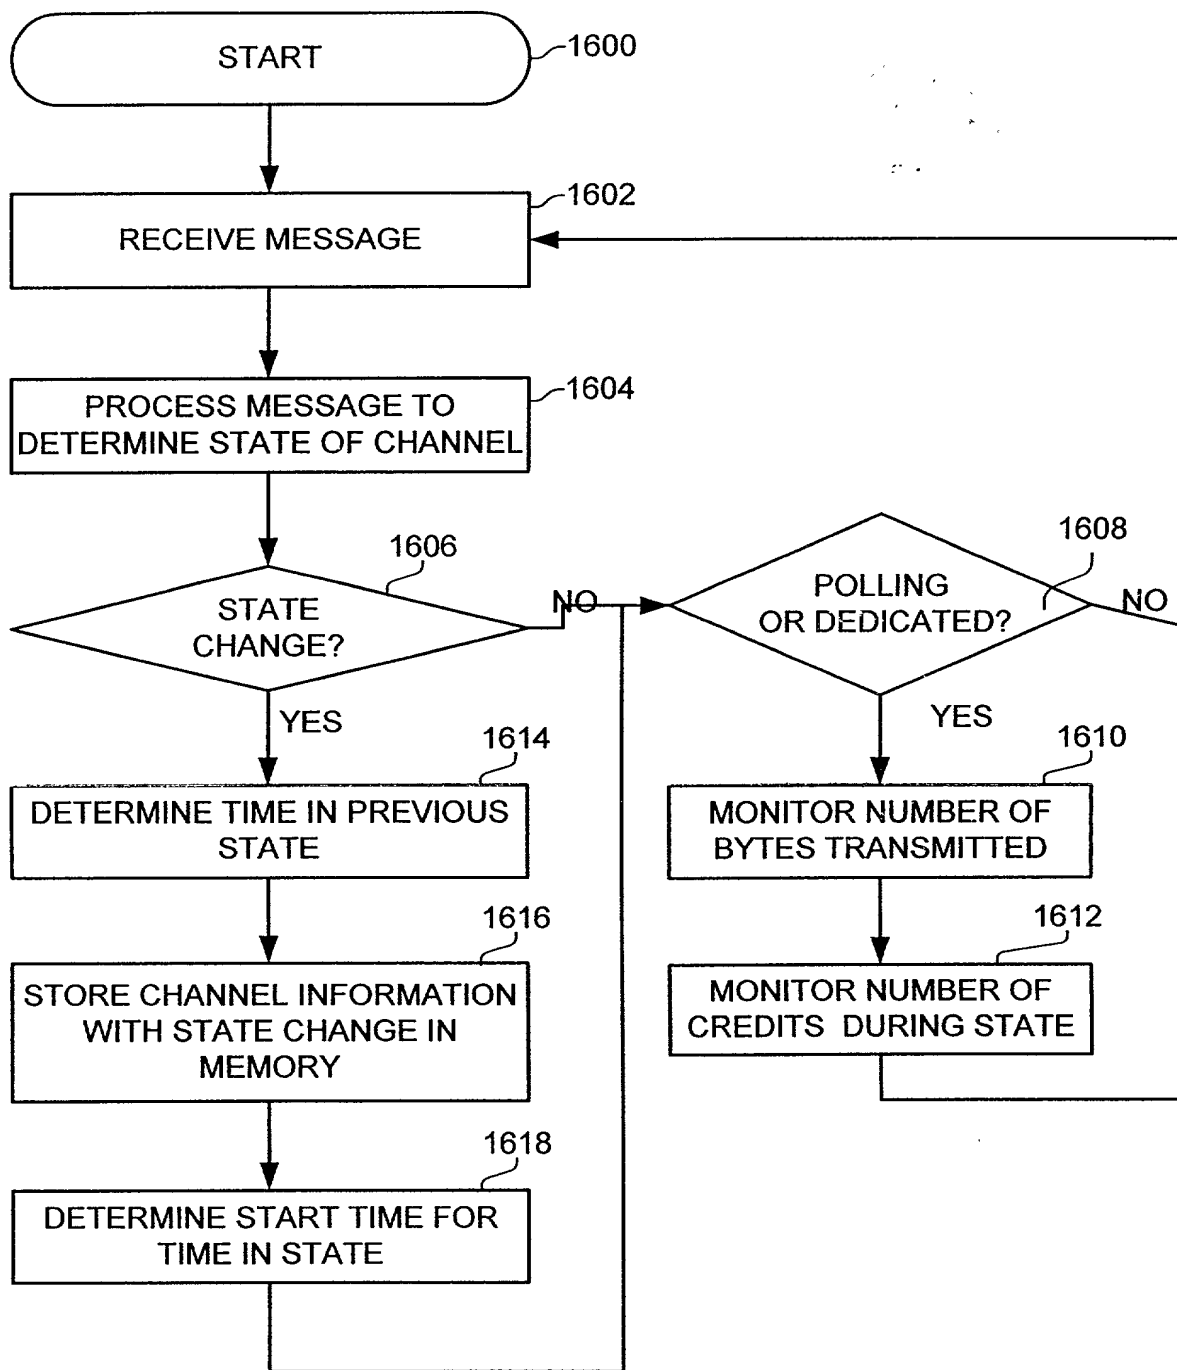 START
1600
1602
RECEIVE MESSAGE
1604
PROCESS MESSAGE TO
DETERMINE STATE OF CHANNEL
1606
STATE
CHANGE?
NO
YES
1608
POLLING
OR DEDICATED?
NO
YES
1610
MONITOR NUMBER OF
BYTES TRANSMITTED
1612
MONITOR NUMBER OF
CREDITS DURING STATE
1614
DETERMINE TIME IN PREVIOUS
STATE
1616
STORE CHANNEL INFORMATION
WITH STATE CHANGE IN
MEMORY
1618
DETERMINE START TIME FOR
TIME IN STATE